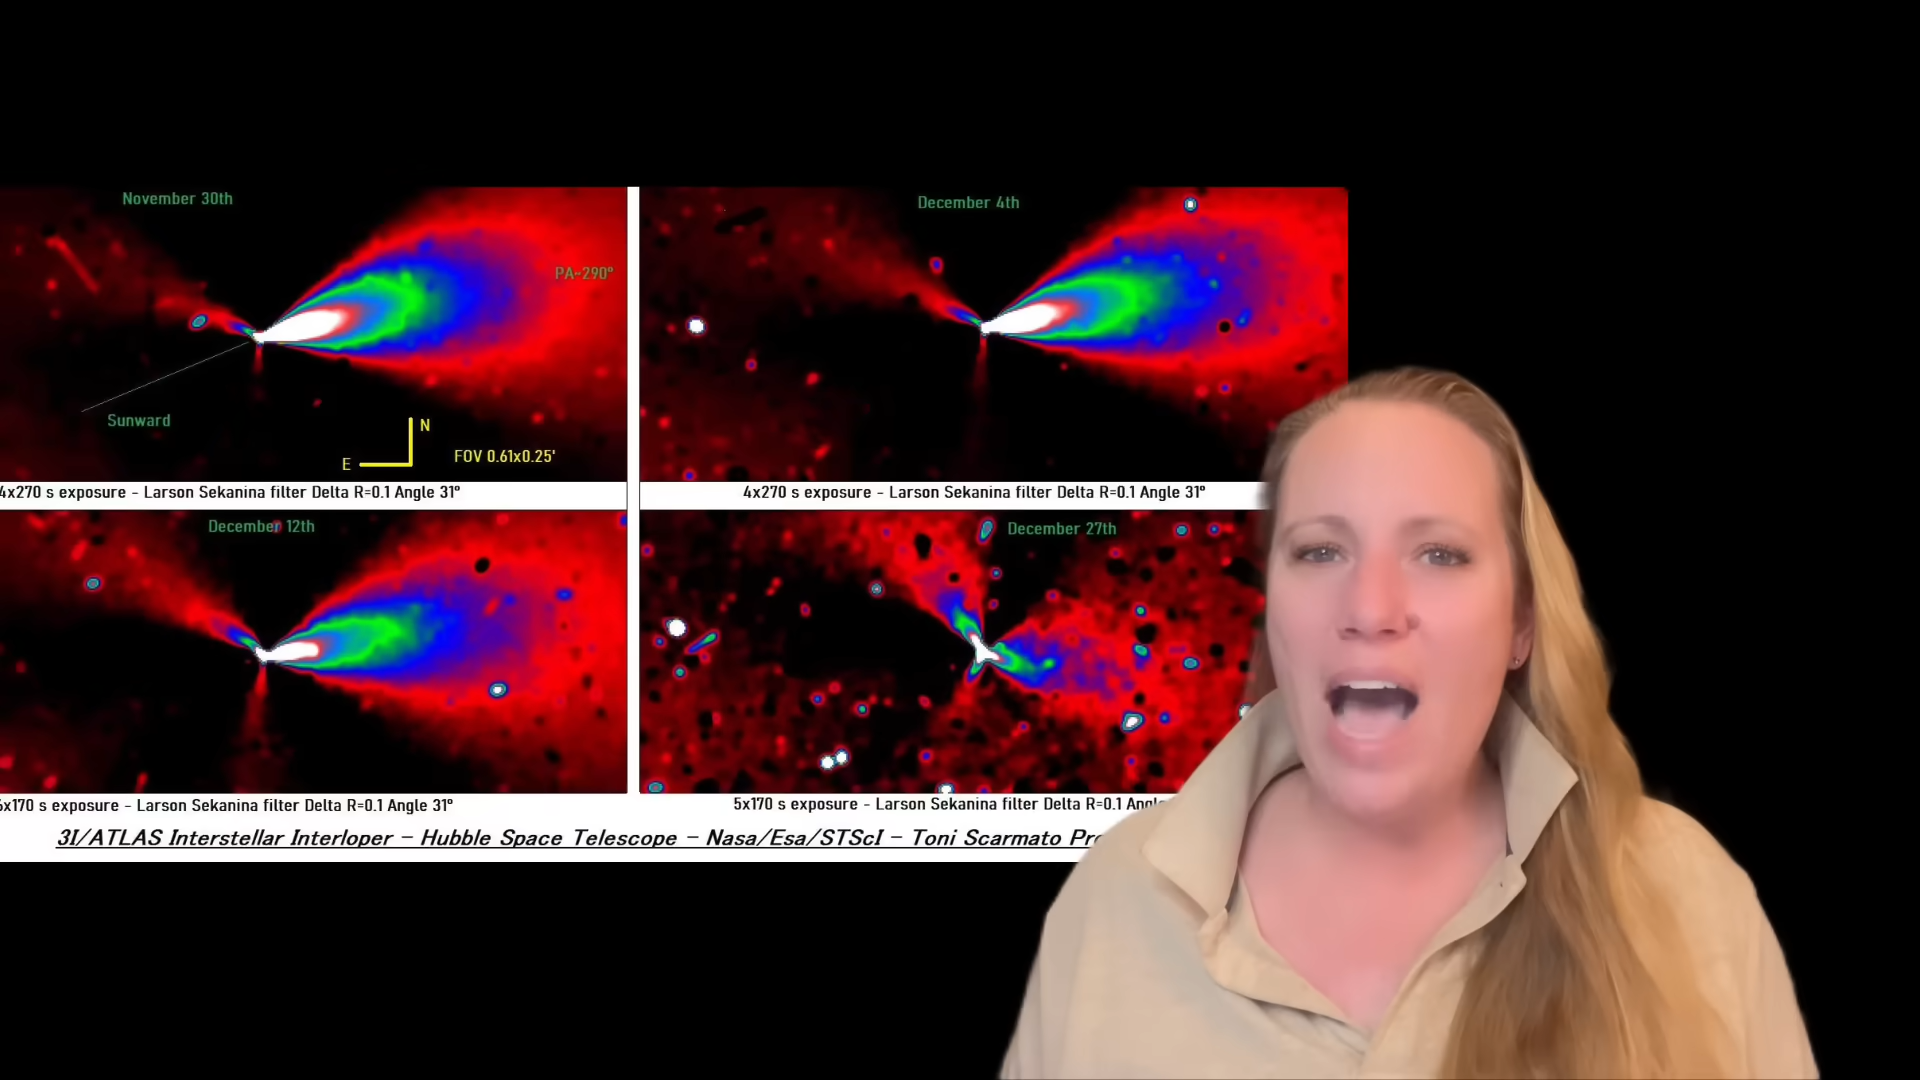 November 30th
PA~290°
Sunward
N
E
FOV 0.61x0.25'
4x270 s exposure - Larson Sekanina filter Delta R=0.1 Angle 31°
December 4th
4x270 s exposure - Larson Sekanina filter Delta R=0.1 Angle 31°
December 12th
x170 s exposure - Larson Sekanina filter Delta R=0.1 Angle 31°
December 27th
5x170 s exposure - Larson Sekanina filter Delta R=0.1
3I/ATLAS Interstellar Interloper - Hubble Space Telescope - Nasa/Esa/STScI - Toni Scarmato